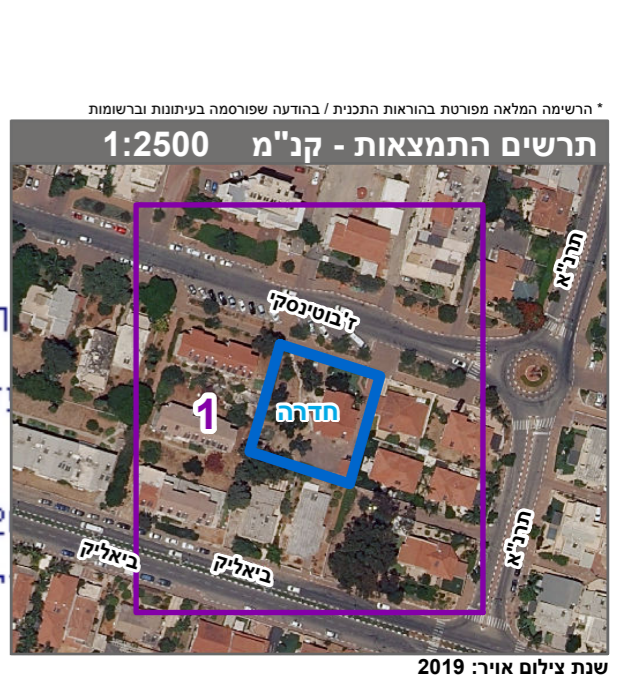 * הרשימה המלאה מפורטת בהוראות התכנית / בהודעה שפורסמה בעיתונות וברשומות
תרשים התמצאות - קנ"מ 1:2500
תרנ"א
ז'בוטינסקי
חדרה
1
תרנ"א
ביאליק
ביאליק
שנת צילום אויר: 2019